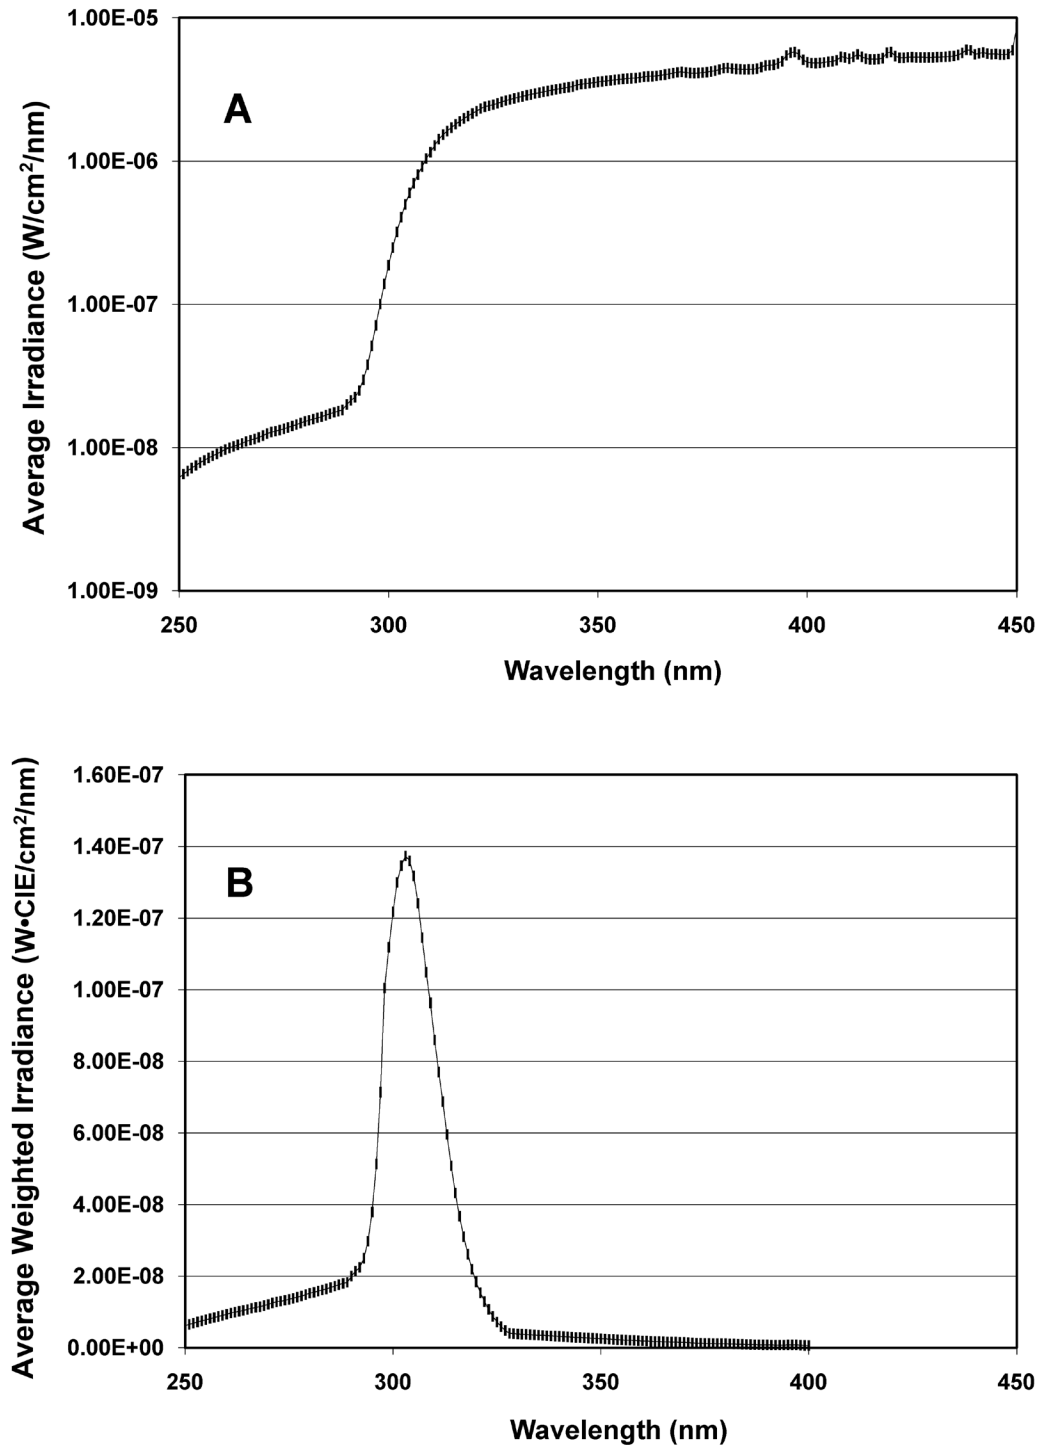 1.00E-05
A
1.00E-06
1.00E-07
1.00E-08
1.00E-09
Average Irradiance (W/cm²/nm)
250 300 350 400 450
Wavelength (nm)
1.60E-07
1.40E-07
B
1.20E-07
1.00E-07
8.00E-08
6.00E-08
4.00E-08
2.00E-08
0.00E+00
Average Weighted Irradiance (W•CIE/cm²/nm)
250 300 350 400 450
Wavelength (nm)